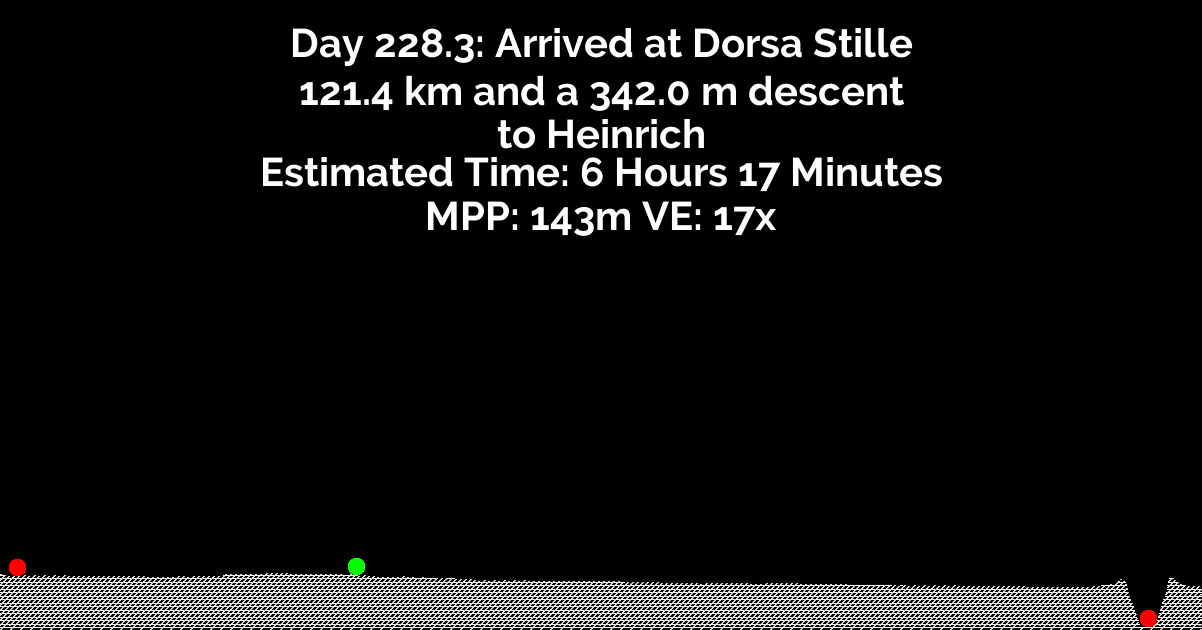 Day 228.3: Arrived at Dorsa Stille
121.4 km and a 342.0 m descent
to Heinrich
Estimated Time: 6 Hours 17 Minutes
MPP: 143m VE: 17x